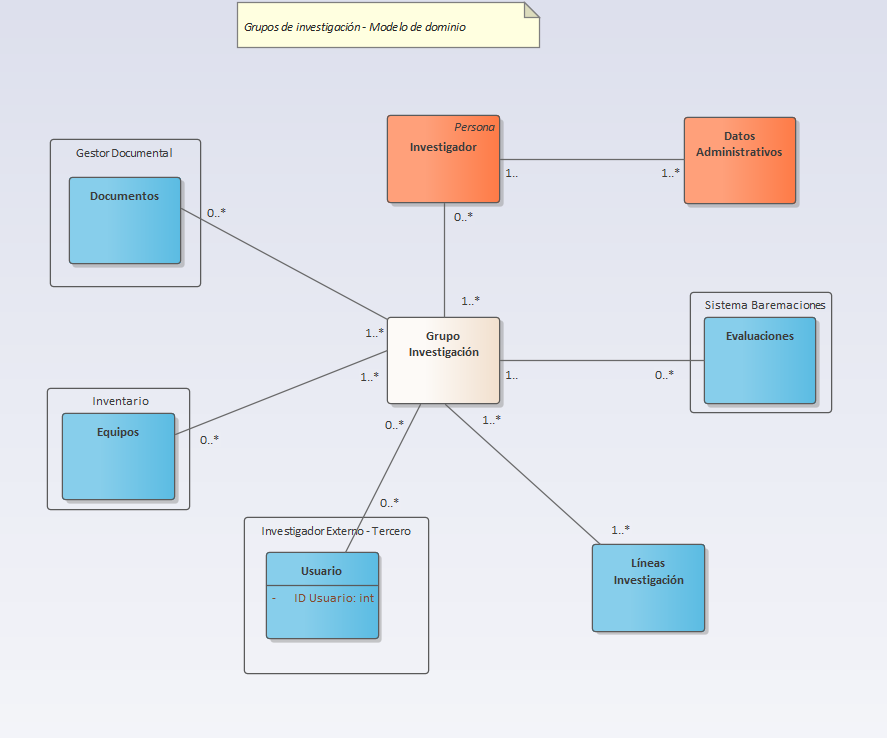 Grupos de investigación - Modelo de dominio
Persona
Investigador
Datos
Administrativos
1..
1..*
0..*
Gestor Documental
Documentos
0..*
1..*
Grupo
Investigación
1..*
1..*
Sistema Baremaciones
Evaluaciones
1..
0..*
Inventario
Equipos
0..*
0..*
1..*
0..*
1..*
Investigador Externo - Tercero
Usuario
- ID Usuario: int
Líneas
Investigación